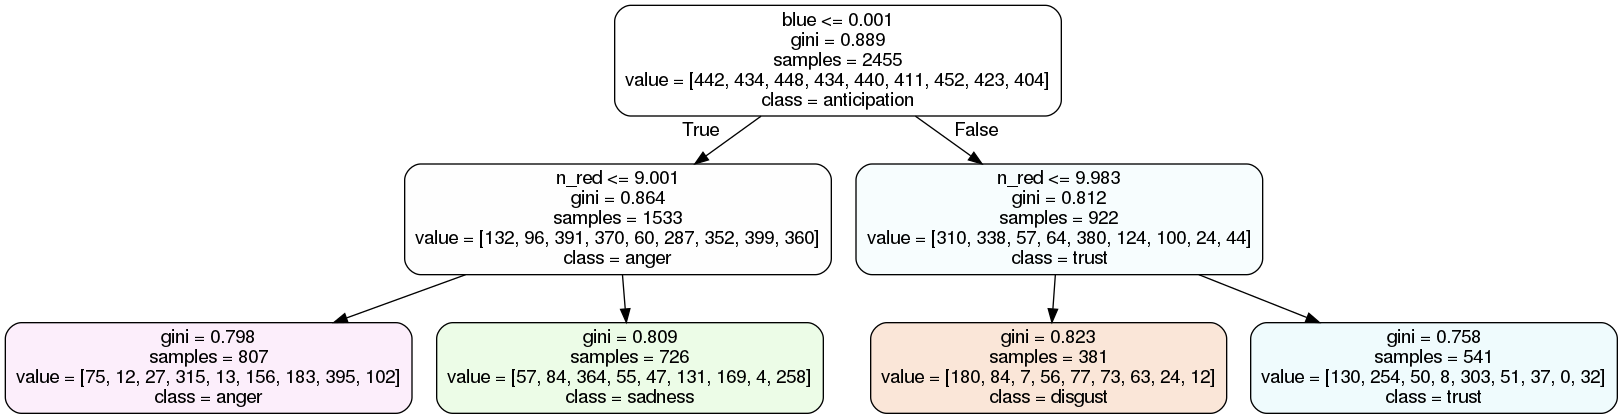 blue <= 0.001
gini = 0.889
samples = 2455
value = [442, 434, 448, 434, 440, 411, 452, 423, 404]
class = anticipation
True
False
n_red <= 9.001
gini = 0.864
samples = 1533
value = [132, 96, 391, 370, 60, 287, 352, 399, 360]
class = anger
n_red <= 9.983
gini = 0.812
samples = 922
value = [310, 338, 57, 64, 380, 124, 100, 24, 44]
class = trust
gini = 0.798
samples = 807
value = [75, 12, 27, 315, 13, 156, 183, 395, 102]
class = anger
gini = 0.809
samples = 726
value = [57, 84, 364, 55, 47, 131, 169, 4, 258]
class = sadness
gini = 0.823
samples = 381
value = [180, 84, 7, 56, 77, 73, 63, 24, 12]
class = disgust
gini = 0.758
samples = 541
value = [130, 254, 50, 8, 303, 51, 37, 0, 32]
class = trust